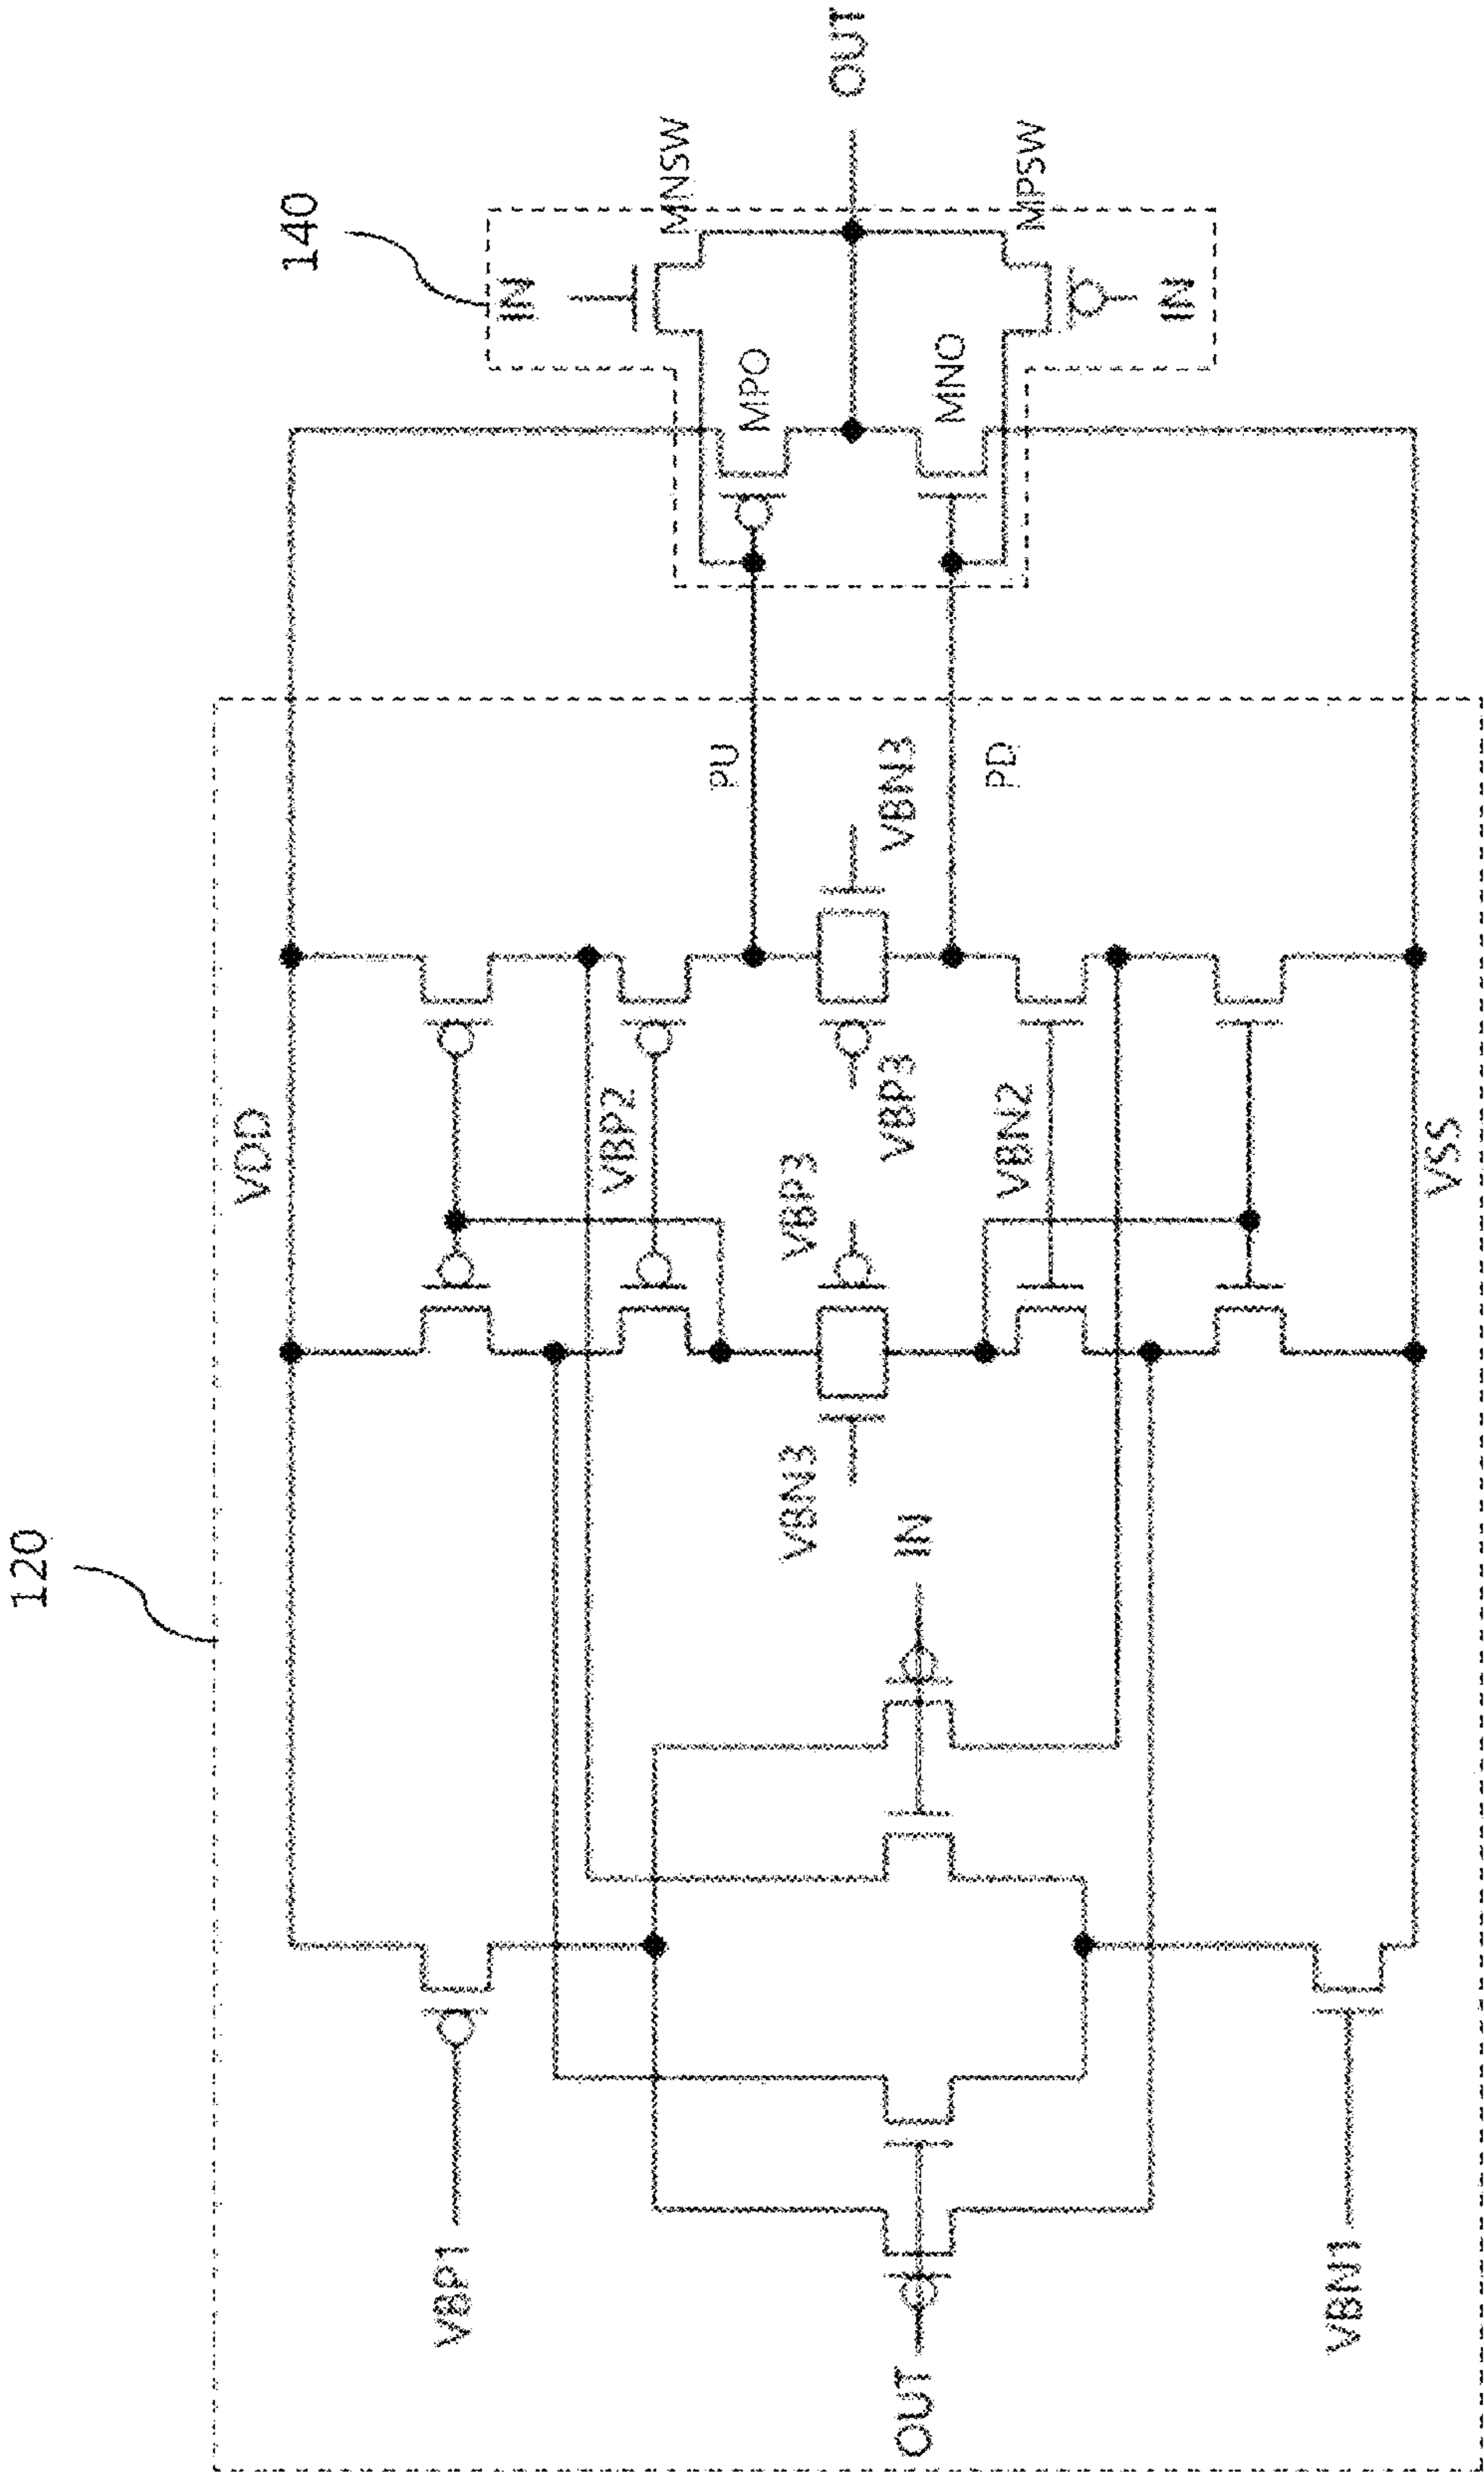 120
140
VDD
VBP1
VBP2
IN
MNSW
PU
MPO
VBN3
VBP3
VBP3
VBN3
OUT
OUT
IN
MNO
PD
VBN2
MPSW
IN
VBN1
VSS